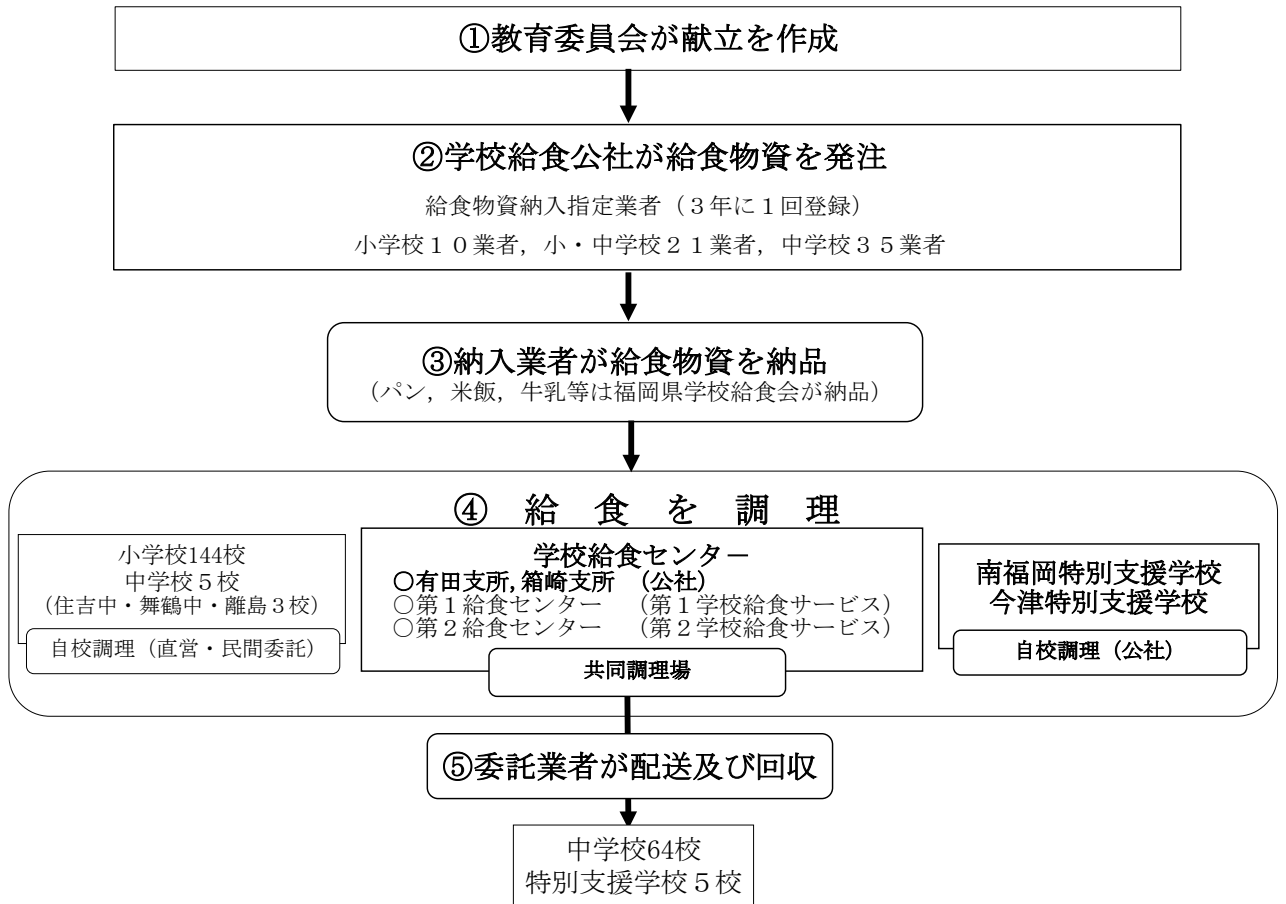 ①教育委員会が献立を作成
②学校給食公社が給食物資を発注
給食物資納入指定業者（３年に１回登録）
小学校１０業者，小・中学校２１業者，中学校３５業者
③納入業者が給食物資を納品
（パン，米飯，牛乳等は福岡県学校給食会が納品）
④　給　食　を　調　理
小学校144校
中学校５校
（住吉中・舞鶴中・離島３校）
自校調理（直営・民間委託）
学校給食センター
○有田支所，箱崎支所　（公社）
○第１給食センター　（第１学校給食サービス）
○第２給食センター　（第２学校給食サービス）
共同調理場
南福岡特別支援学校
今津特別支援学校
自校調理（公社）
⑤委託業者が配送及び回収
中学校64校
特別支援学校５校